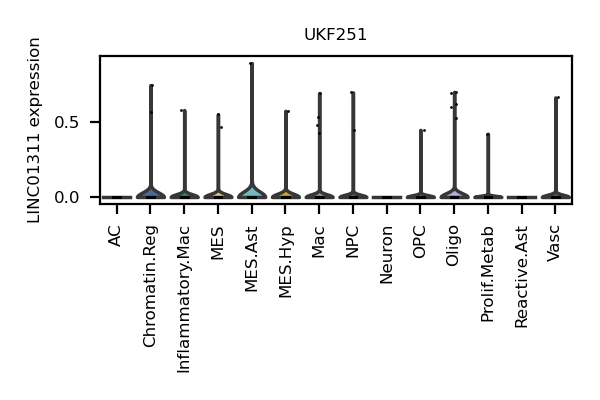 UKF251
LINC01311 expression
0.5
0.0
AC
Chromatin.Reg
Inflammatory.Mac
MES
MES.Ast
MES.Hyp
Mac
NPC
Neuron
OPC
Oligo
Prolif.Metab
Reactive.Ast
Vasc